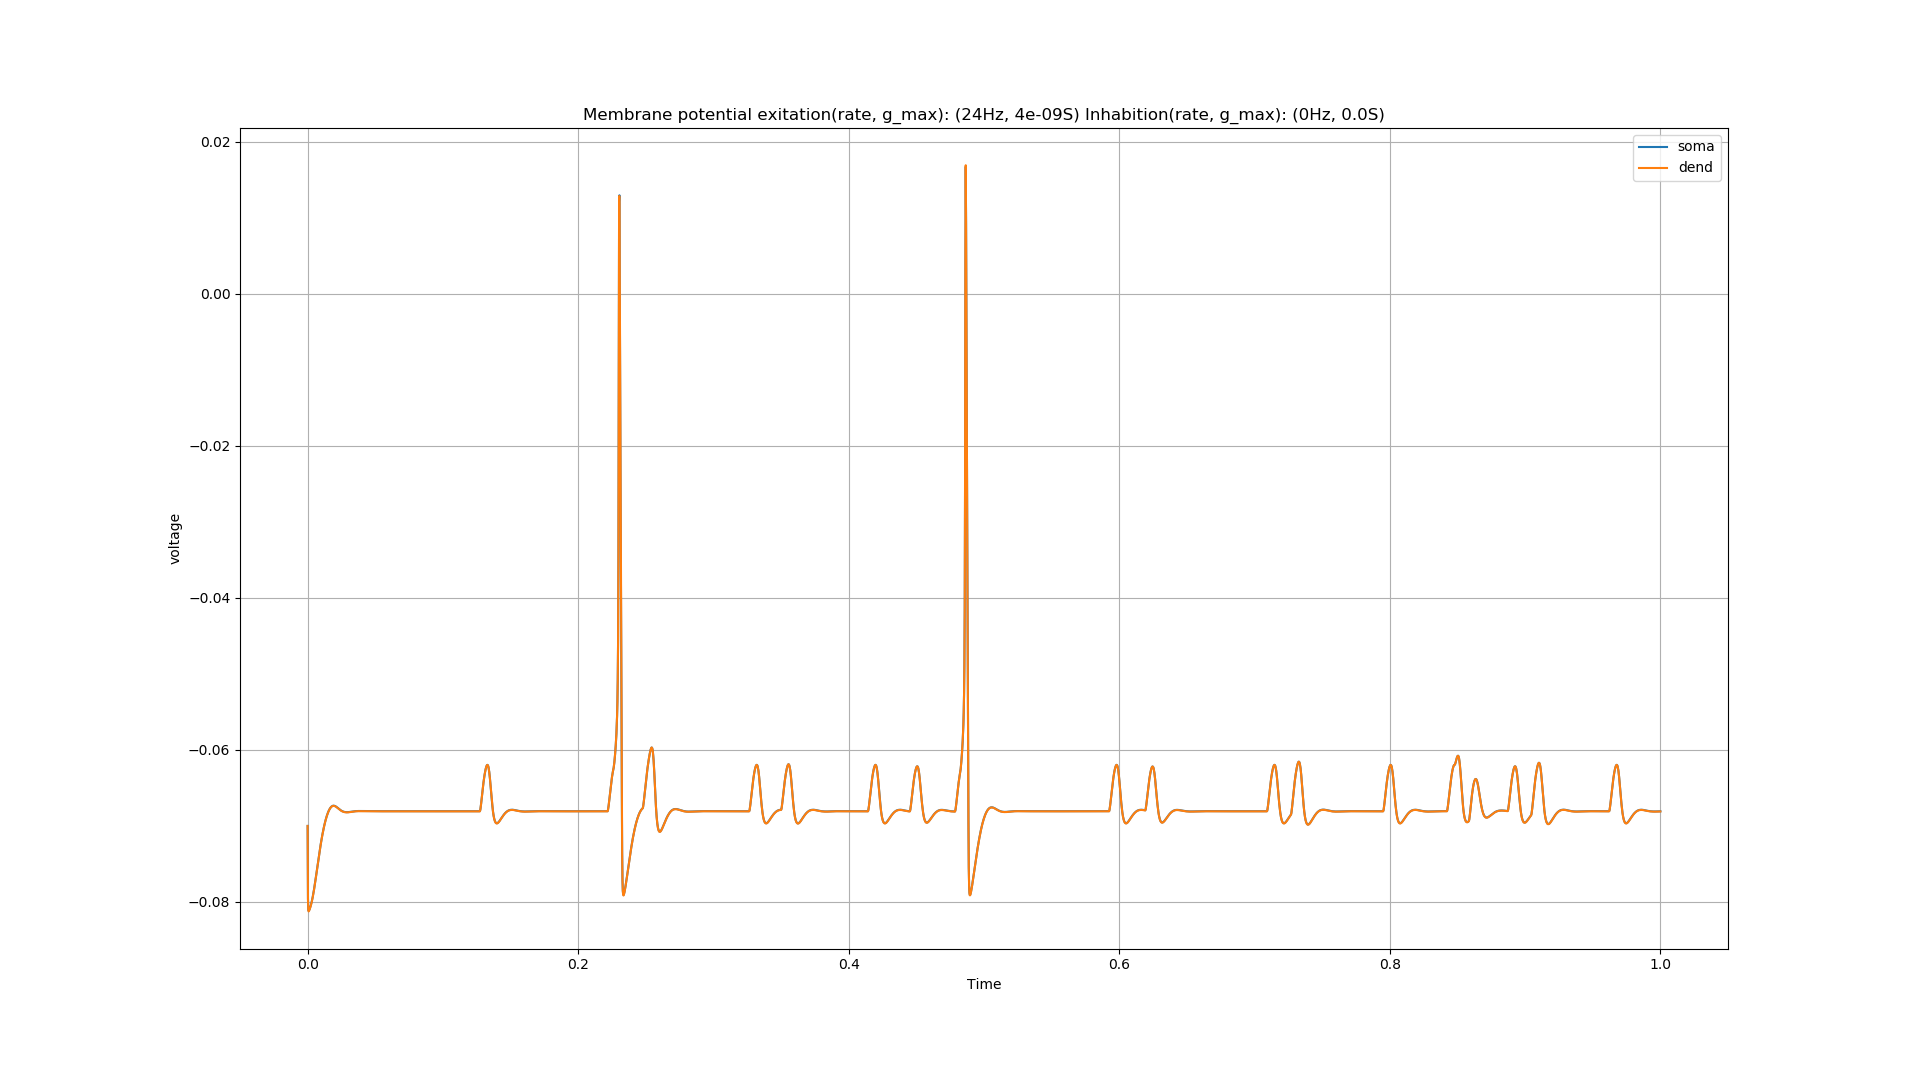 Membrane potential exitation(rate, g_max): (24Hz, 4e-09S) Inhabition(rate, g_max): (0Hz, 0.0S)
soma
dend
0.02
0.00
−0.02
−0.04
−0.06
−0.08
voltage
0.0 0.2 0.4 0.6 0.8 1.0
Time